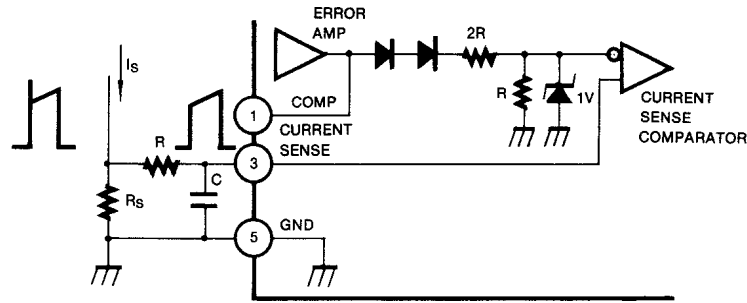 ERROR
AMP
2R
IS
COMP
1
CURRENT
SENSE
R
1V
CURRENT
SENSE
COMPARATOR
R
3
C
RS
GND
5